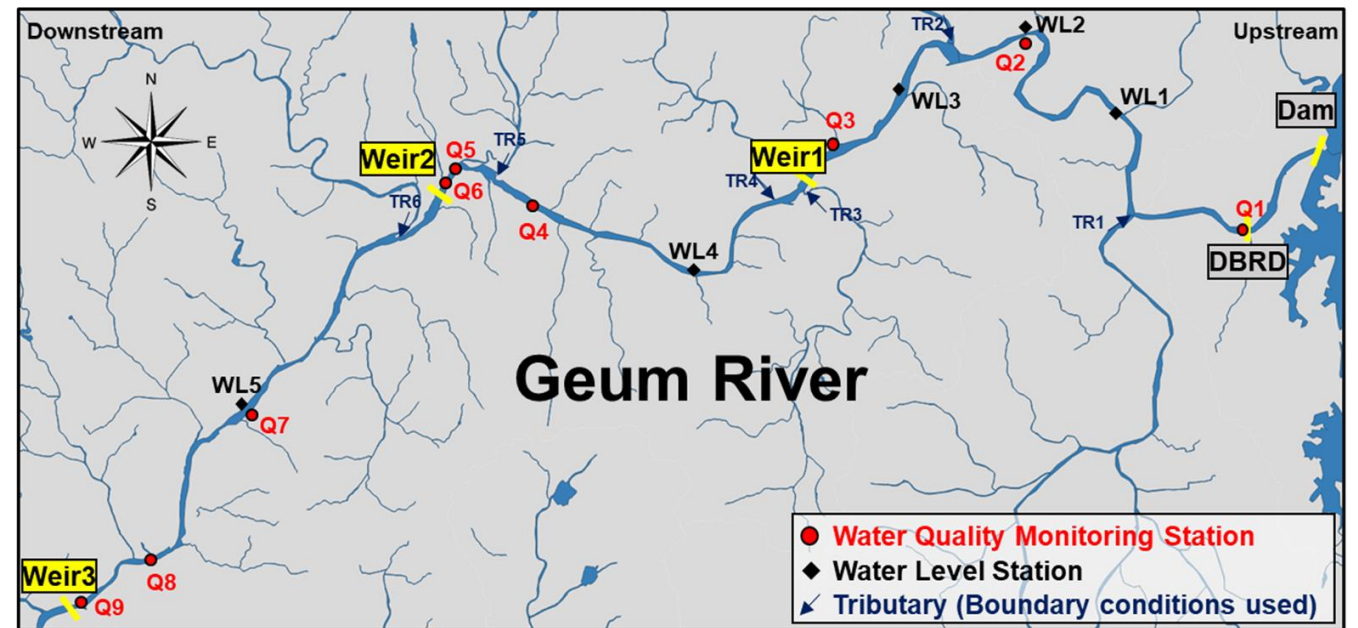 Downstream
TR2
WL2
Upstream
Q2
N
WL3
WL1
Dam
W
E
Q3
Weir2
Q5
TR5
Weir1
S
Q6
TR4
TR6
TR3
Q1
TR1
Q4
WL4
DBRD
Geum River
WL5
Q7
Water Quality Monitoring Station
Water Level Station
Tributary (Boundary conditions used)
Weir3
Q8
Q9